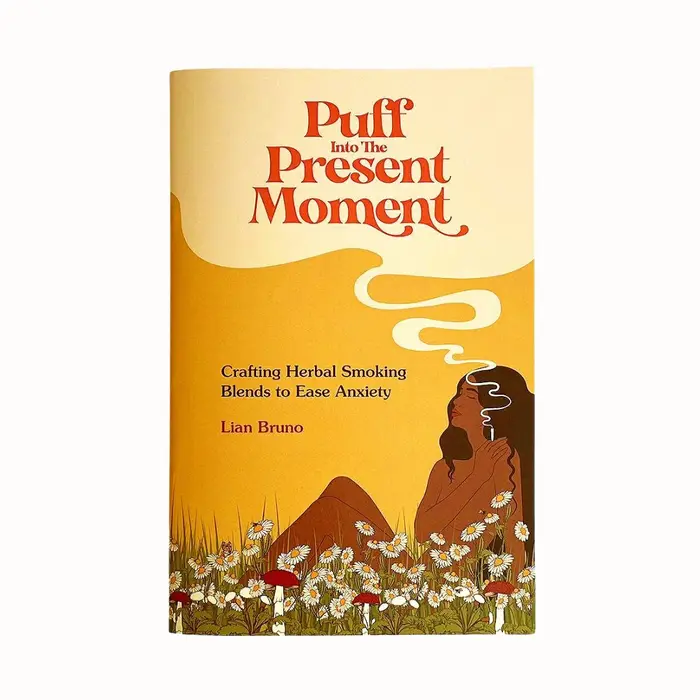 Puff
Into The
Present
Moment
Crafting Herbal Smoking
Blends to Ease Anxiety
Lian Bruno